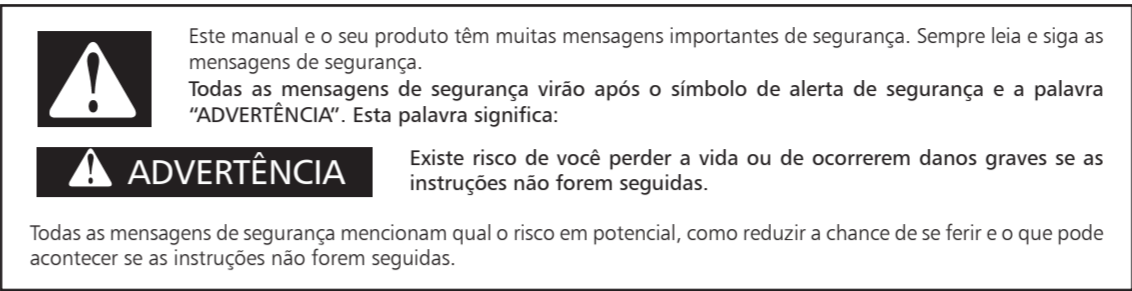 Este manual e o seu produto têm muitas mensagens importantes de segurança. Sempre leia e siga as
mensagens de segurança.
Todas as mensagens de segurança virão após o símbolo de alerta de segurança e a palavra
“ADVERTÊNCIA”. Esta palavra significa:
ADVERTÊNCIA
Existe risco de você perder a vida ou de ocorrerem danos graves se as
instruções não forem seguidas.
Todas as mensagens de segurança mencionam qual o risco em potencial, como reduzir a chance de se ferir e o que pode
acontecer se as instruções não forem seguidas.